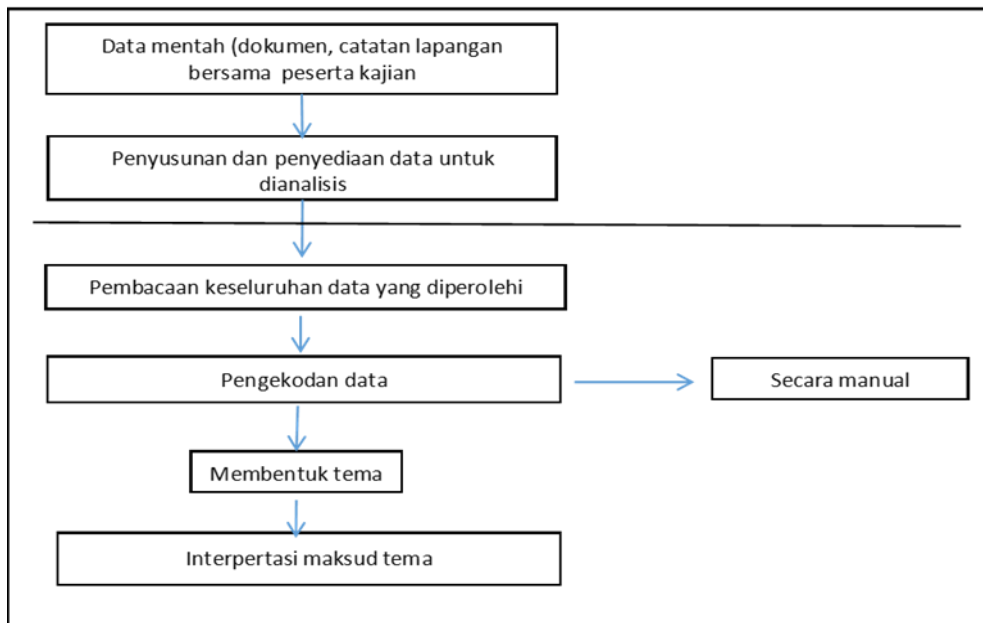 Data mentah (dokumen, catatan lapangan
bersama peserta kajian
Penyusunan dan penyediaan data untuk
dianalisis
Pembacaan keseluruhan data yang diperolehi
Pengekodan data
Secara manual
Membentuk tema
Interpertasi maksud tema